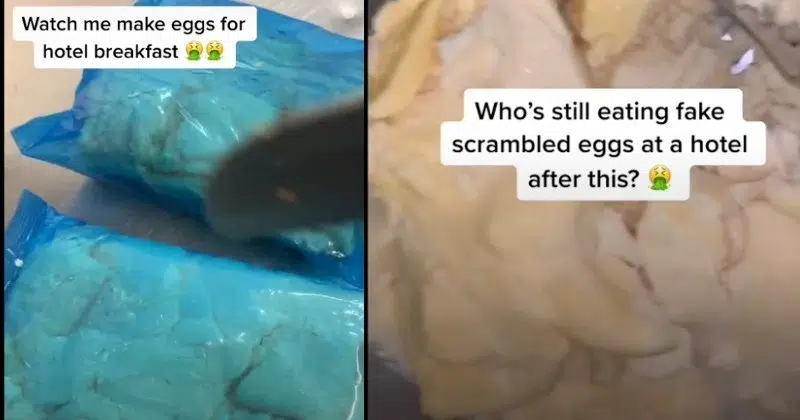 Watch me make eggs for
hotel breakfast 🤮🤮
Who's still eating fake
scrambled eggs at a hotel
after this? 🤮